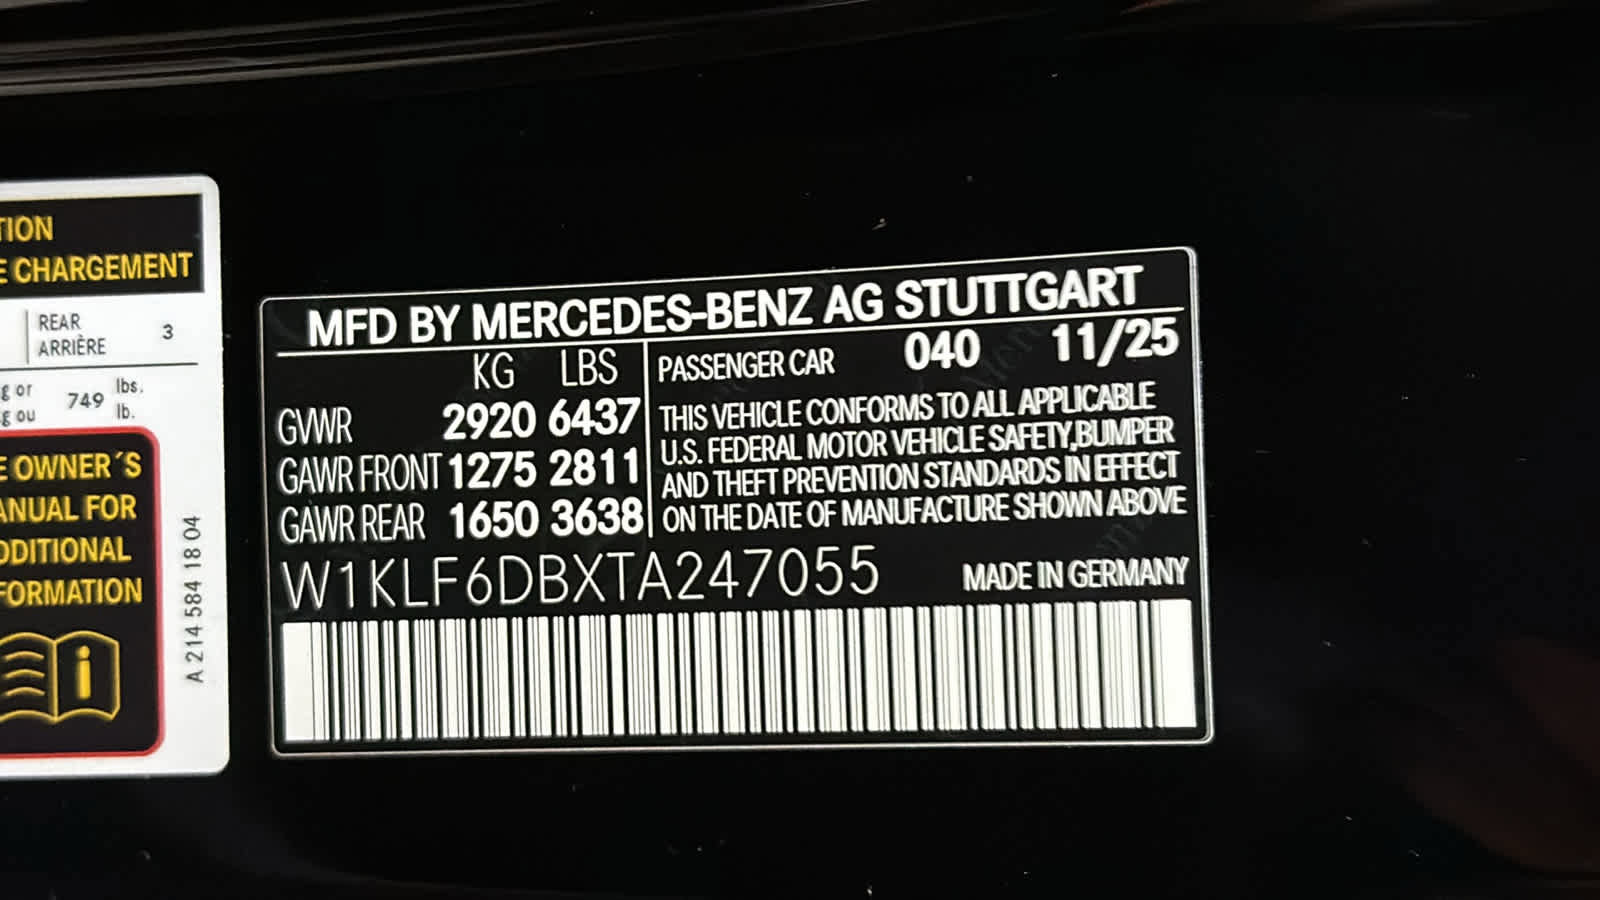 TION
E CHARGEMENT
REAR
ARRIÈRE
3
g or
g ou
749
lbs.
lb.
E OWNER´S
ANUAL FOR
DDITIONAL
FORMATION
A 214 584 18 04
MFD BY MERCEDES-BENZ AG STUTTGART
KG LBS
GVWR 2920 6437
GAWR FRONT 1275 2811
GAWR REAR 1650 3638
PASSENGER CAR 040 11/25
THIS VEHICLE CONFORMS TO ALL APPLICABLE
U.S. FEDERAL MOTOR VEHICLE SAFETY,BUMPER
AND THEFT PREVENTION STANDARDS IN EFFECT
ON THE DATE OF MANUFACTURE SHOWN ABOVE
W1KLF6DBXTA247055
MADE IN GERMANY